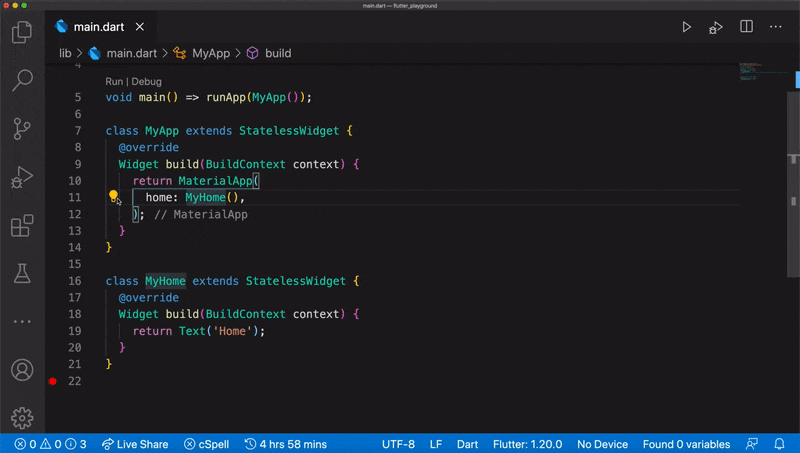 main.dart — flutter_playground
main.dart
lib > main.dart > MyApp > build
4
Run | Debug
5 void main() => runApp(MyApp());
6
7 class MyApp extends StatelessWidget {
8 @override
9 Widget build(BuildContext context) {
10 return MaterialApp(
11 home: MyHome(),
12 ); // MaterialApp
13 }
14 }
15
16 class MyHome extends StatelessWidget {
17 @override
18 Widget build(BuildContext context) {
19 return Text('Home');
20 }
21 }
22
0 0 3 Live Share cSpell 4 hrs 58 mins UTF-8 LF Dart Flutter: 1.20.0 No Device Found 0 variables